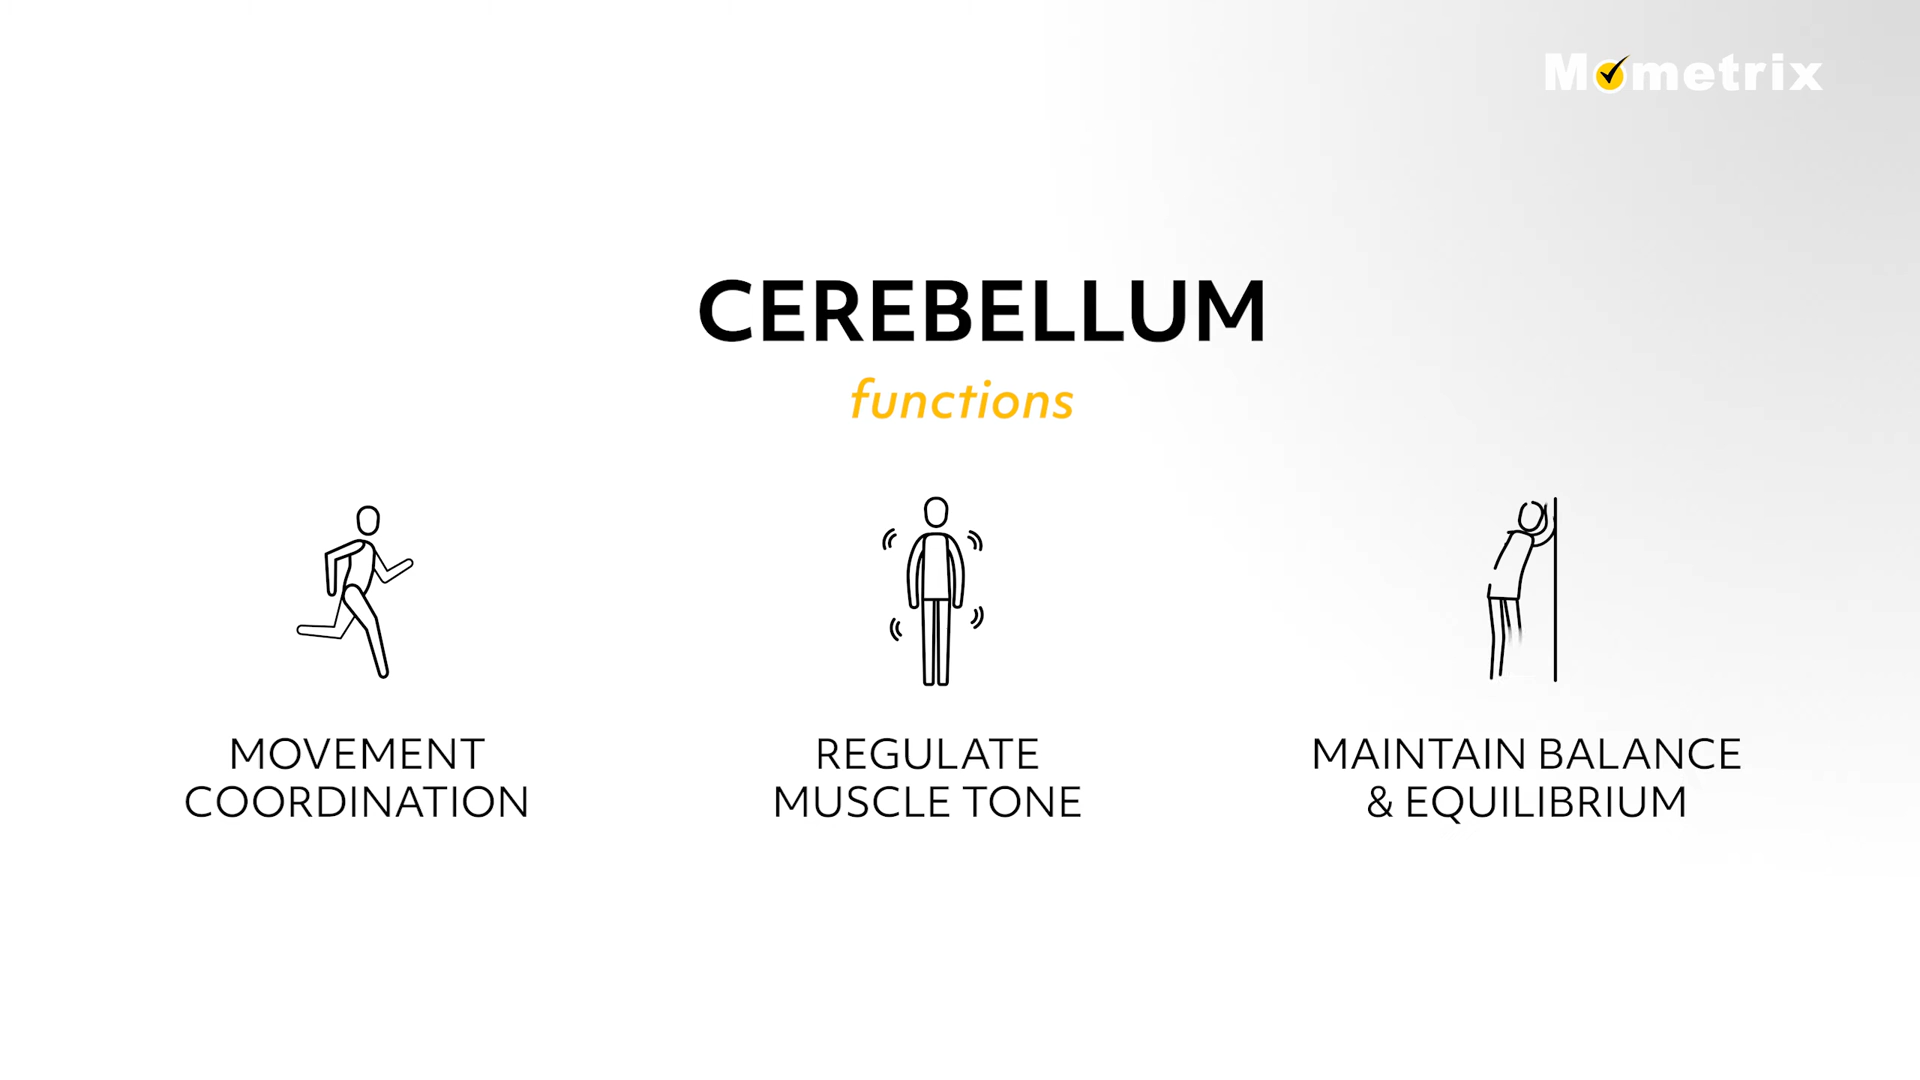 Mometrix
CEREBELLUM
functions
MOVEMENT
COORDINATION
REGULATE
MUSCLE TONE
MAINTAIN BALANCE
& EQUILIBRIUM